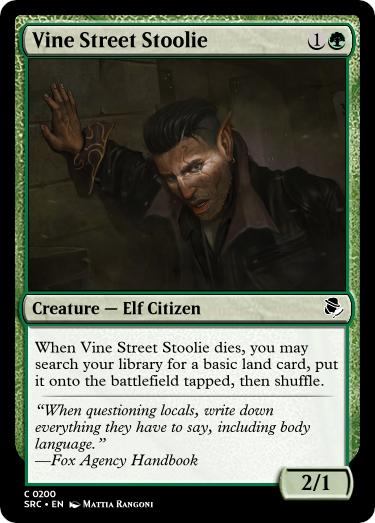 Vine Street Stoolie 1
Creature — Elf Citizen
When Vine Street Stoolie dies, you may
search your library for a basic land card, put
it onto the battlefield tapped, then shuffle.
“When questioning locals, write down
everything they have to say, including body
language.”
—Fox Agency Handbook
2/1
C 0200
SRC • EN Mattia Rangoni